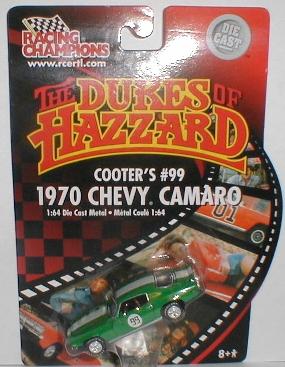 RACING
CHAMPIONS
www.rcertl.com
DIE
CAST
THE DUKES OF
HAZZARD
COOTER'S #99
1970 CHEVY CAMARO
1:64 Die Cast Metal • Métal Coulé 1:64
01
99
8+